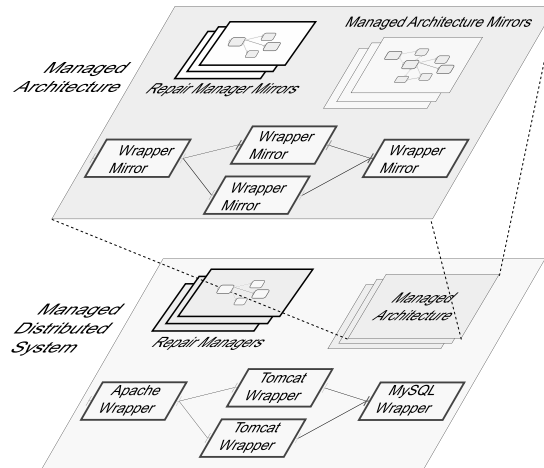 Managed Architecture Mirrors
Managed
Architecture
Repair Manager Mirrors
Wrapper
Mirror
Wrapper
Mirror
Wrapper
Mirror
Wrapper
Mirror
Managed
Distributed
System
Managed
Architecture
Repair Managers
Apache
Wrapper
Tomcat
Wrapper
MySQL
Wrapper
Tomcat
Wrapper